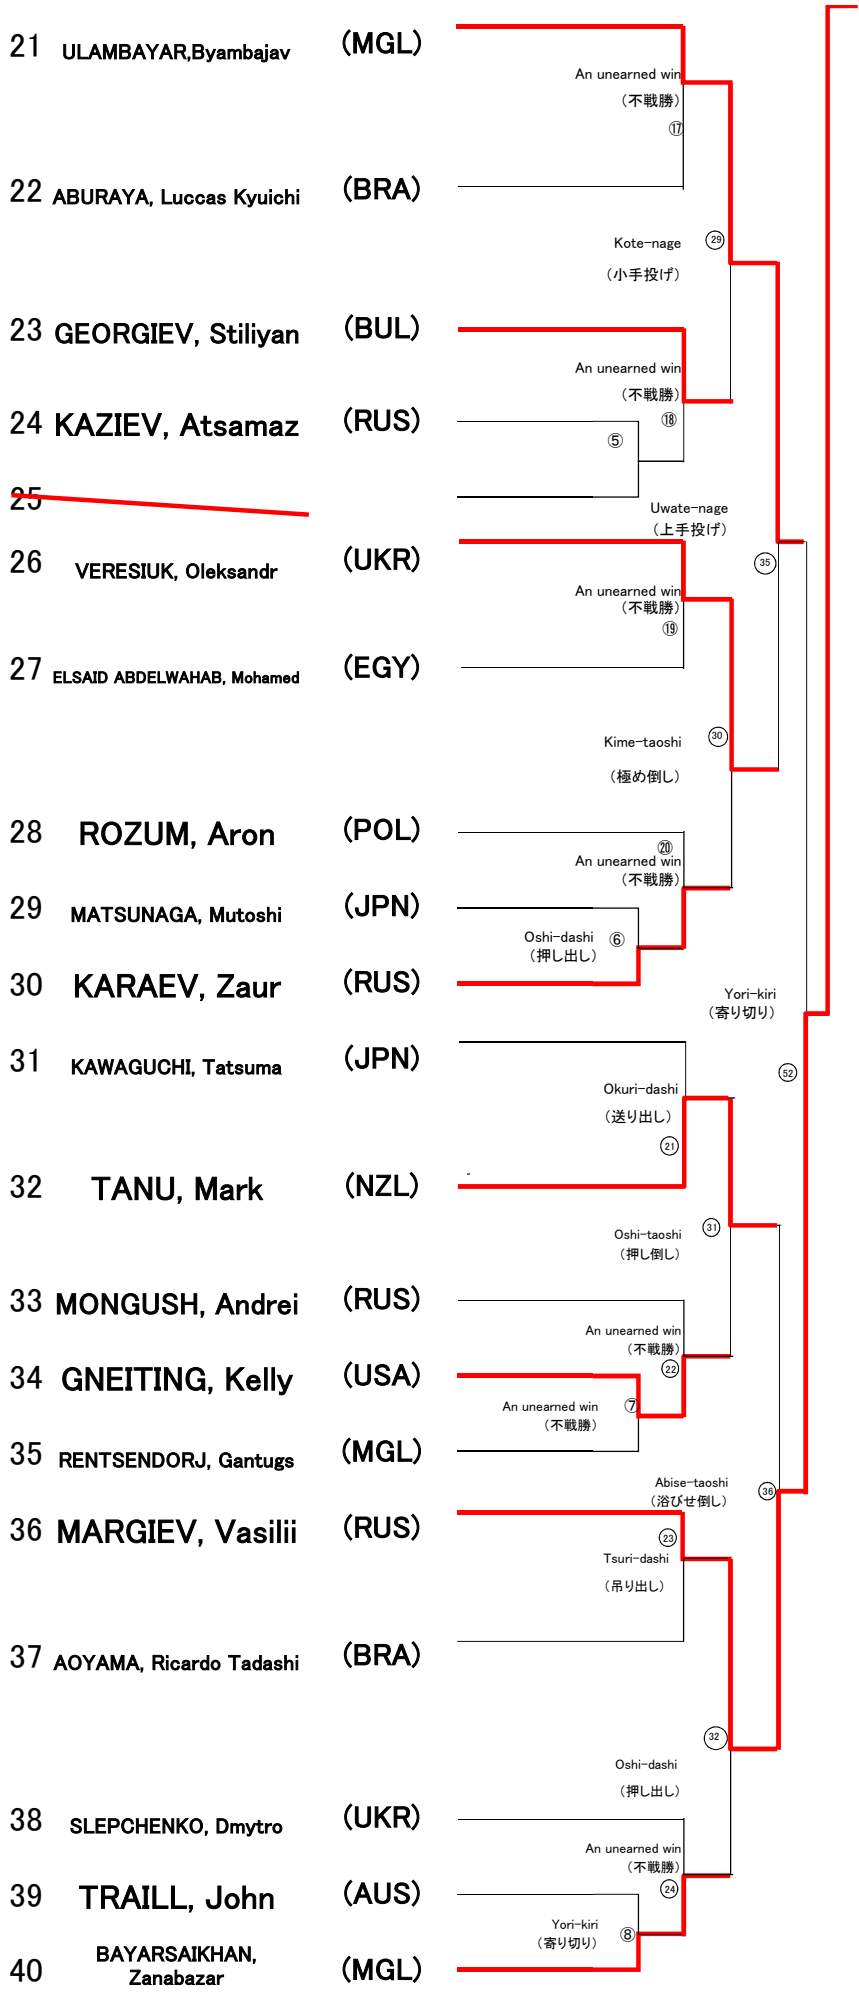 21 ULAMBAYAR,Byambajav (MGL)
An unearned win
(不戦勝)
⑰
22 ABURAYA, Luccas Kyuichi (BRA)
Kote-nage 29
(小手投げ)
23 GEORGIEV, Stiliyan (BUL)
An unearned win
(不戦勝)
⑱
24 KAZIEV, Atsamaz (RUS)
⑤
25
Uwate-nage
(上手投げ)
35
26 VERESIUK, Oleksandr (UKR)
An unearned win
(不戦勝)
⑲
27 ELSAID ABDELWAHAB, Mohamed (EGY)
Kime-taoshi 30
(極め倒し)
28 ROZUM, Aron (POL)
⑳
An unearned win
(不戦勝)
29 MATSUNAGA, Mutoshi (JPN)
Oshi-dashi ⑥
(押し出し)
30 KARAEV, Zaur (RUS)
Yori-kiri
(寄り切り)
52
31 KAWAGUCHI, Tatsuma (JPN)
Okuri-dashi
(送り出し)
21
32 TANU, Mark (NZL)
Oshi-taoshi 31
(押し倒し)
33 MONGUSH, Andrei (RUS)
An unearned win
(不戦勝)
22
34 GNEITING, Kelly (USA)
An unearned win ⑦
(不戦勝)
35 RENTSENDORJ, Gantugs (MGL)
Abise-taoshi 36
(浴びせ倒し)
36 MARGIEV, Vasilii (RUS)
23
Tsuri-dashi
(吊り出し)
37 AOYAMA, Ricardo Tadashi (BRA)
32
Oshi-dashi
(押し出し)
38 SLEPCHENKO, Dmytro (UKR)
An unearned win
(不戦勝)
24
39 TRAILL, John (AUS)
Yori-kiri ⑧
(寄り切り)
40 BAYARSAIKHAN,
Zanabazar (MGL)